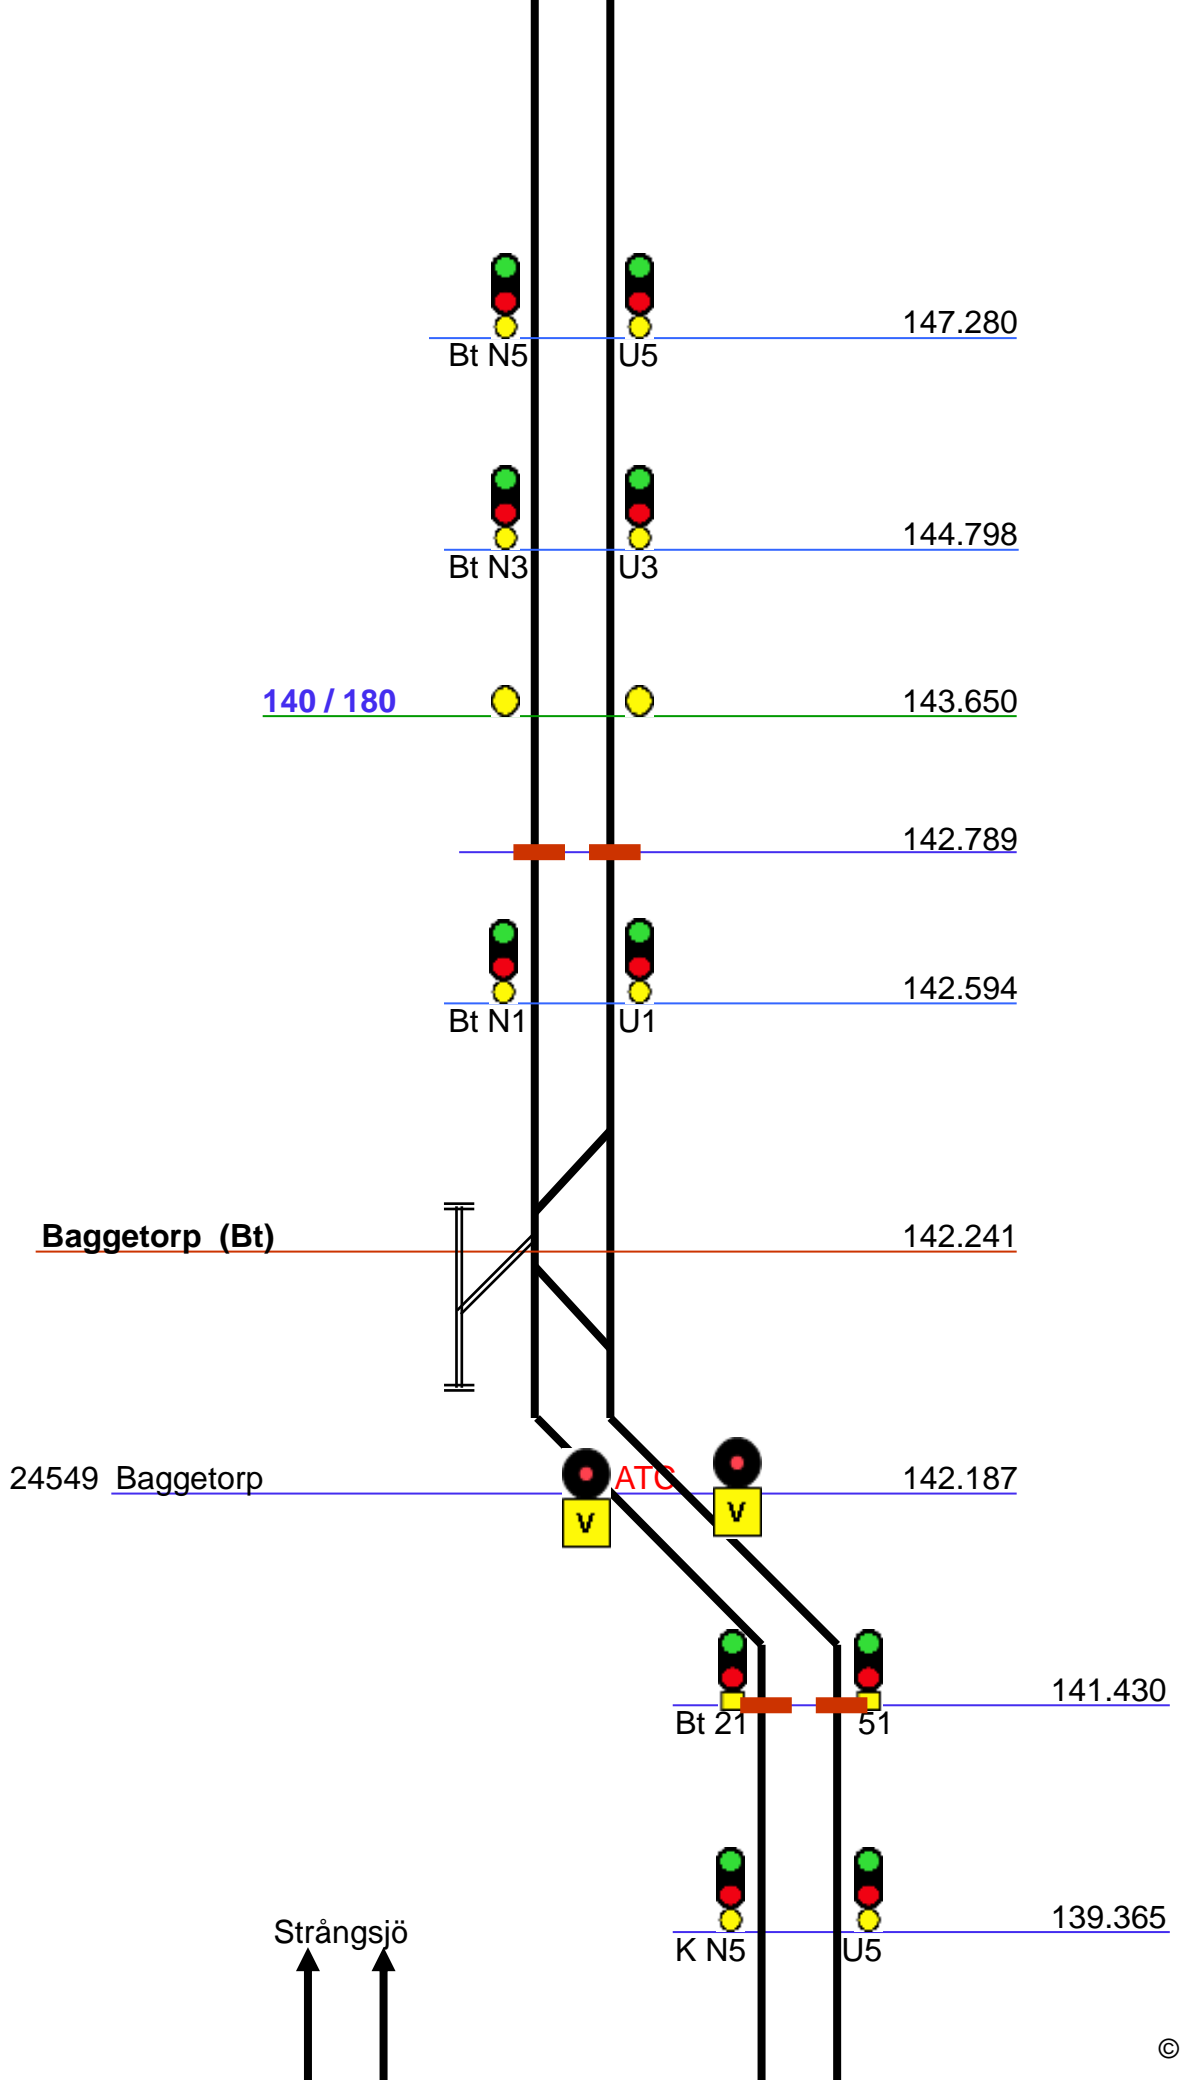 147.280
Bt N5 U5
144.798
Bt N3 U3
140 / 180 143.650
142.789
142.594
Bt N1 U1
Baggetorp (Bt) 142.241
24549 Baggetorp ATC 142.187
V V
141.430
Bt 21 51
139.365
Strångsjö
K N5 U5
©